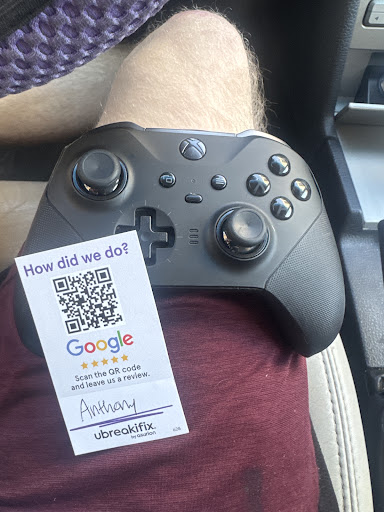 How did we do?
Google
Scan the QR code
and leave us a review.
Anthony
ubreakifix
by asurion